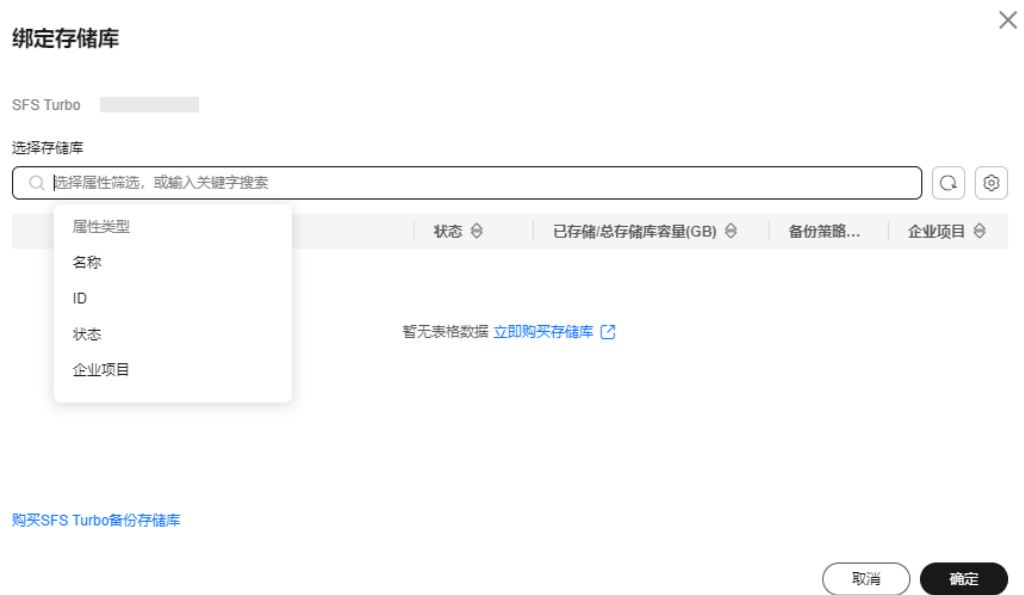 绑定存储库
SFS Turbo
选择存储库
选择属性筛选，或输入关键字搜索
属性类型
名称
ID
状态
企业项目
状态 已存储/总存储库容量(GB) 备份策略... 企业项目
暂无表格数据 立即购买存储库
购买SFS Turbo备份存储库
取消 确定